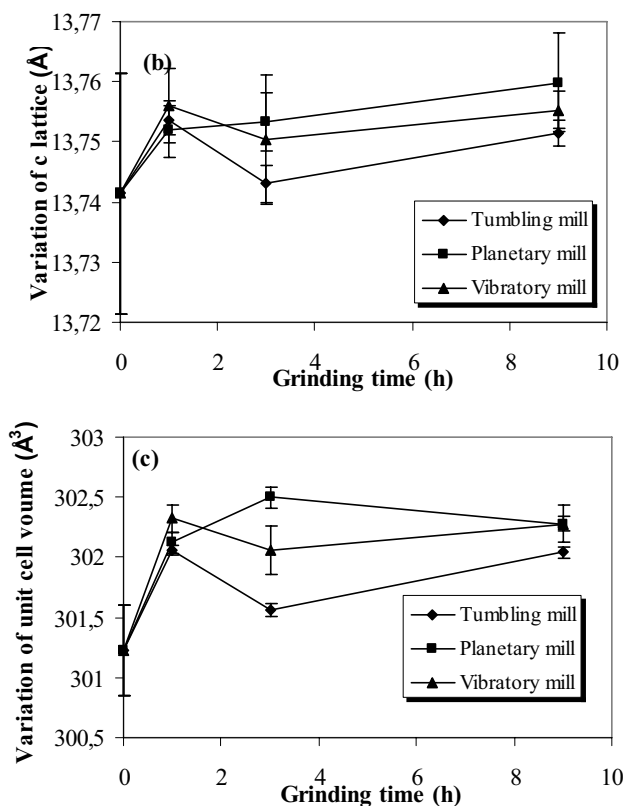 13,77
(b)
13,76
13,75
13,74
13,73
13,72
Variation of c lattice (Å)
Tumbling mill
Planetary mill
Vibratory mill
0 2 4 6 8 10
Grinding time (h)
303
(c)
302,5
302
301,5
301
300,5
Variation of unit cell voume (Å³)
Tumbling mill
Planetary mill
Vibratory mill
0 2 4 6 8 10
Grinding time (h)